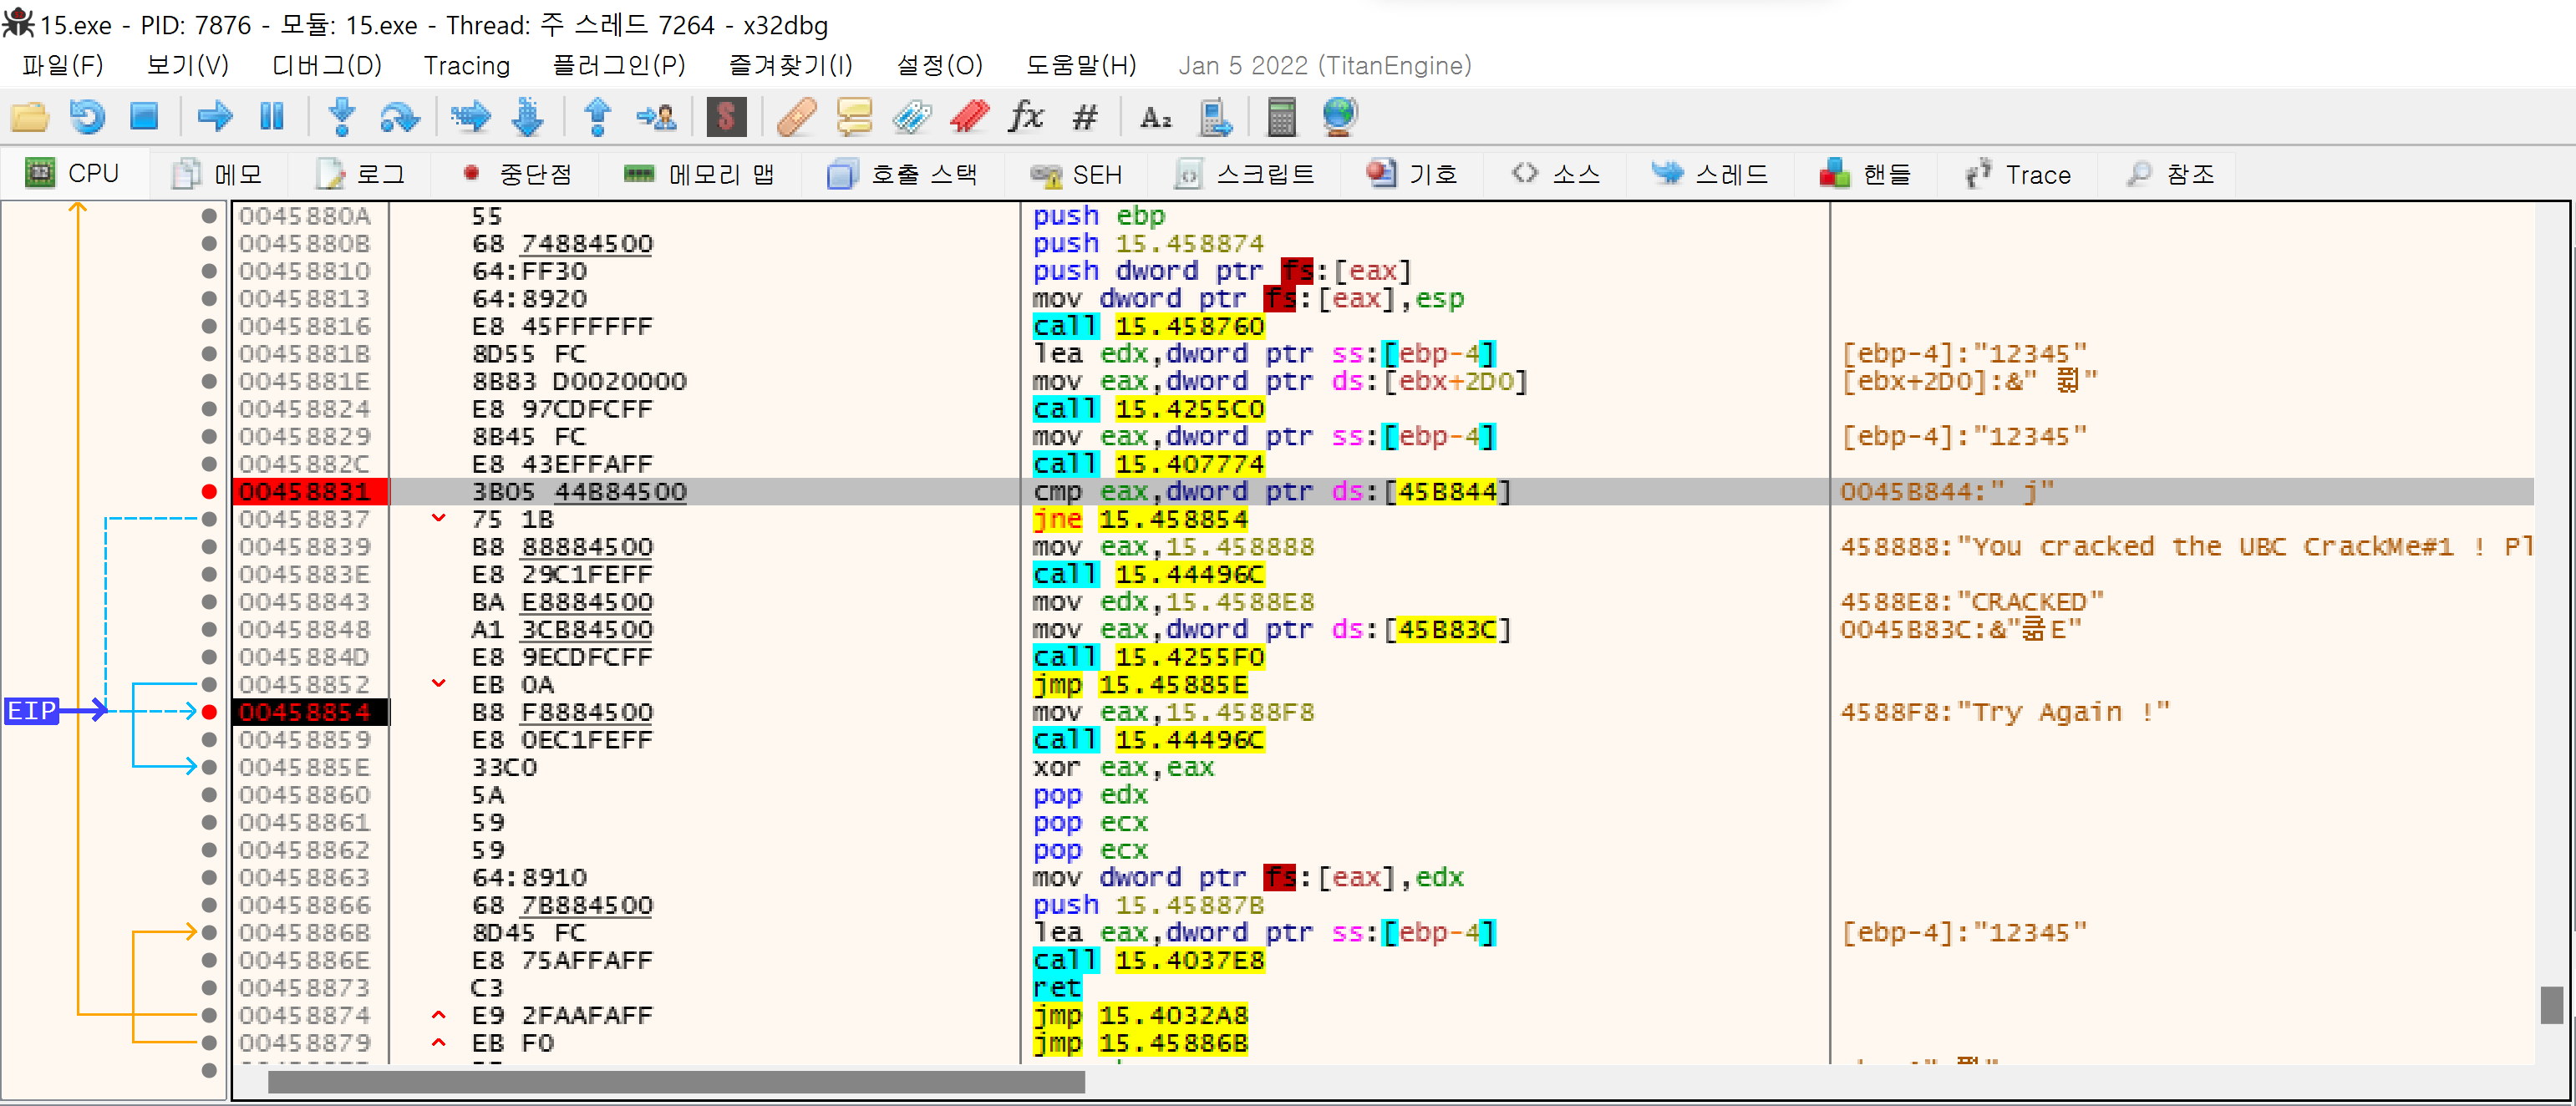 15.exe - PID: 7876 - 모듈: 15.exe - Thread: 주 스레드 7264 - x32dbg
파일(F) 보기(V) 디버그(D) Tracing 플러그인(P) 즐겨찾기(I) 설정(O) 도움말(H) Jan 5 2022 (TitanEngine)
CPU 메모 로그 중단점 메모리 맵 호출 스택 SEH 스크립트 기호 소스 스레드 핸들 Trace 참조
0045880A 55 push ebp
0045880B 68 74884500 push 15.458874
00458810 64:FF30 push dword ptr fs:[eax]
00458813 64:8920 mov dword ptr fs:[eax],esp
00458816 E8 45FFFFFF call 15.458760
0045881B 8D55 FC lea edx,dword ptr ss:[ebp-4] [ebp-4]:"12345"
0045881E 8B83 D0020000 mov eax,dword ptr ds:[ebx+2D0] [ebx+2D0]:&"
00458824 E8 97CDFCFF call 15.4255C0
00458829 8B45 FC mov eax,dword ptr ss:[ebp-4] [ebp-4]:"12345"
0045882C E8 43EFFAFF call 15.407774
00458831 3B05 44B84500 cmp eax,dword ptr ds:[45B844] 0045B844:" j"
00458837 75 1B jne 15.458854
00458839 B8 88884500 mov eax,15.458888 458888:"You cracked the UBC CrackMe#1 ! Pl
0045883E E8 29C1FEFF call 15.44496C
00458843 BA E8884500 mov edx,15.4588E8 4588E8:"CRACKED"
00458848 A1 3CB84500 mov eax,dword ptr ds:[45B83C] 0045B83C:&"
0045884D E8 9ECDFCFF call 15.4255F0
00458852 EB 0A jmp 15.45885E
EIP 00458854 B8 F8884500 mov eax,15.4588F8 4588F8:"Try Again !"
00458859 E8 0EC1FEFF call 15.44496C
0045885E 33C0 xor eax,eax
00458860 5A pop edx
00458861 59 pop ecx
00458862 59 pop ecx
00458863 64:8910 mov dword ptr fs:[eax],edx
00458866 68 7B884500 push 15.45887B
0045886B 8D45 FC lea eax,dword ptr ss:[ebp-4] [ebp-4]:"12345"
0045886E E8 75AFFAFF call 15.4037E8
00458873 C3 ret
00458874 E9 2FAAFAFF jmp 15.4032A8
00458879 EB F0 jmp 15.45886B